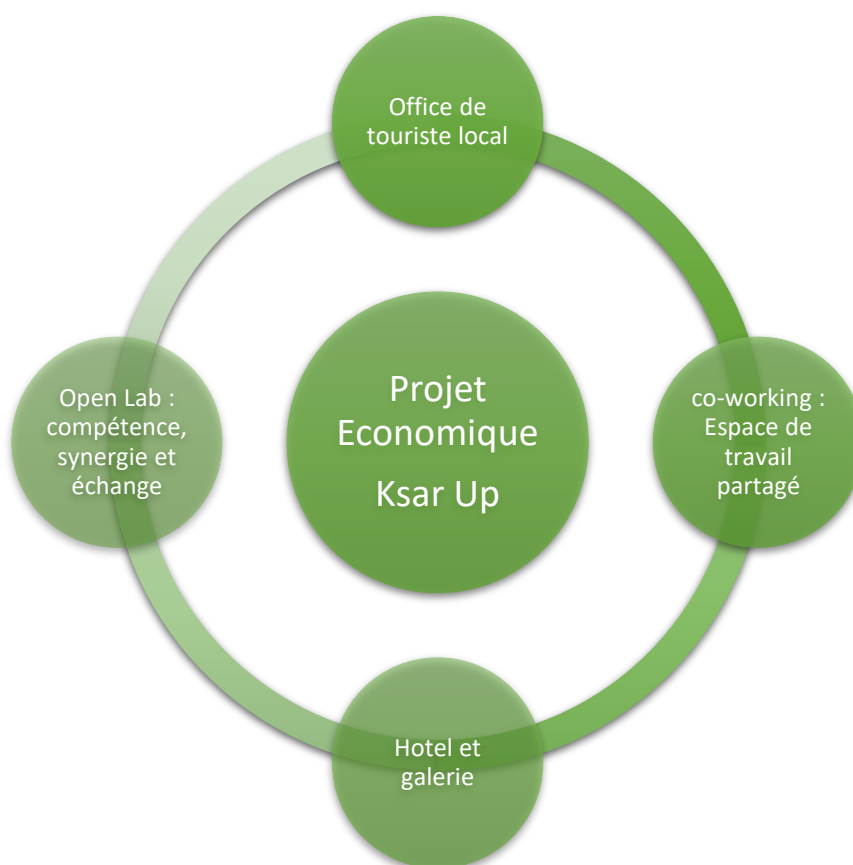 Office de
touriste local
Projet
Economique
Ksar Up
co-working :
Espace de
travail
partagé
Hotel et
galerie
Open Lab :
compétence,
synergie et
échange